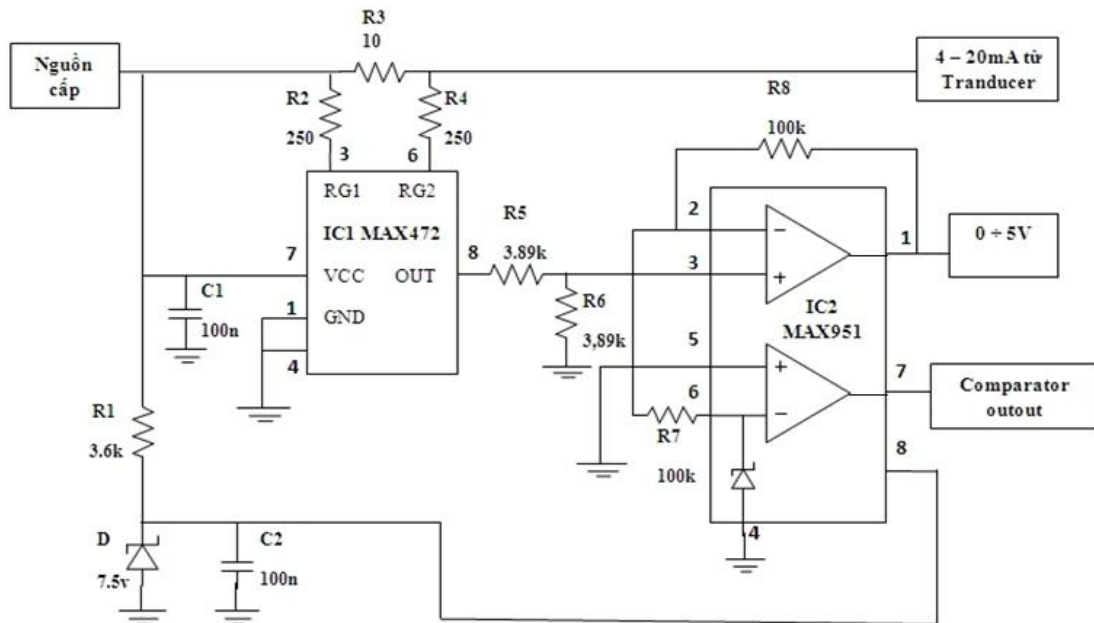 R3
10
Nguồn
cấp
4 – 20mA từ
Tranducer
R2
250
R4
250
R8
100k
3
6
RG1
RG2
IC1 MAX472
7
VCC
OUT
8
R5
3.89k
2
3
1
0 ÷ 5V
C1
100n
1
GND
4
R6
3,89k
IC2
MAX951
5
6
7
Comparator
outout
8
R1
3.6k
R7
100k
4
D
7.5v
C2
100n